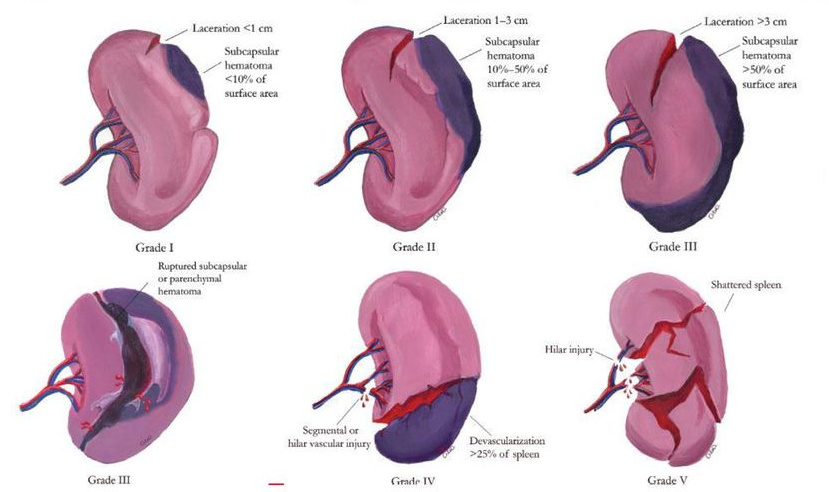 Laceration <1 cm
Subcapsular
hematoma
<10% of
surface area
Grade I
Laceration 1–3 cm
Subcapsular
hematoma
10%–50% of
surface area
Grade II
Laceration >3 cm
Subcapsular
hematoma
>50% of
surface area
Grade III
Ruptured subcapsular
or parenchymal
hematoma
Grade III
Segmental or
hilar vascular injury
Devascularization
>25% of spleen
Grade IV
Hilar injury
Shattered spleen
Grade V